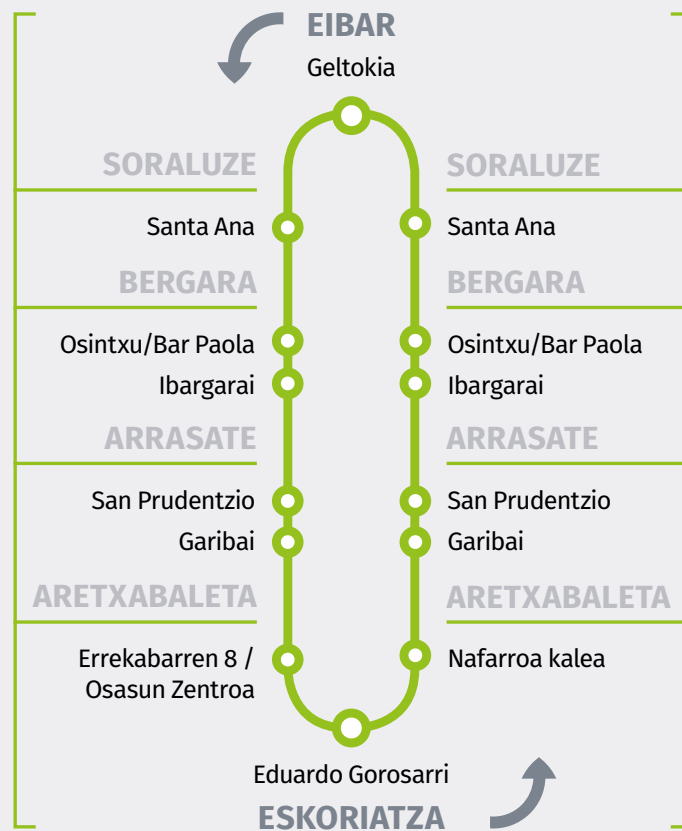 EIBAR
Geltokia
SORALUZE
SORALUZE
Santa Ana
Santa Ana
BERGARA
BERGARA
Osintxu/Bar Paola
Osintxu/Bar Paola
Ibargarai
Ibargarai
ARRASATE
ARRASATE
San Prudentzio
San Prudentzio
Garibai
Garibai
ARETXABALETA
ARETXABALETA
Errekabarren 8 /
Osasun Zentroa
Nafarroa kalea
Eduardo Gorosarri
ESKORIATZA